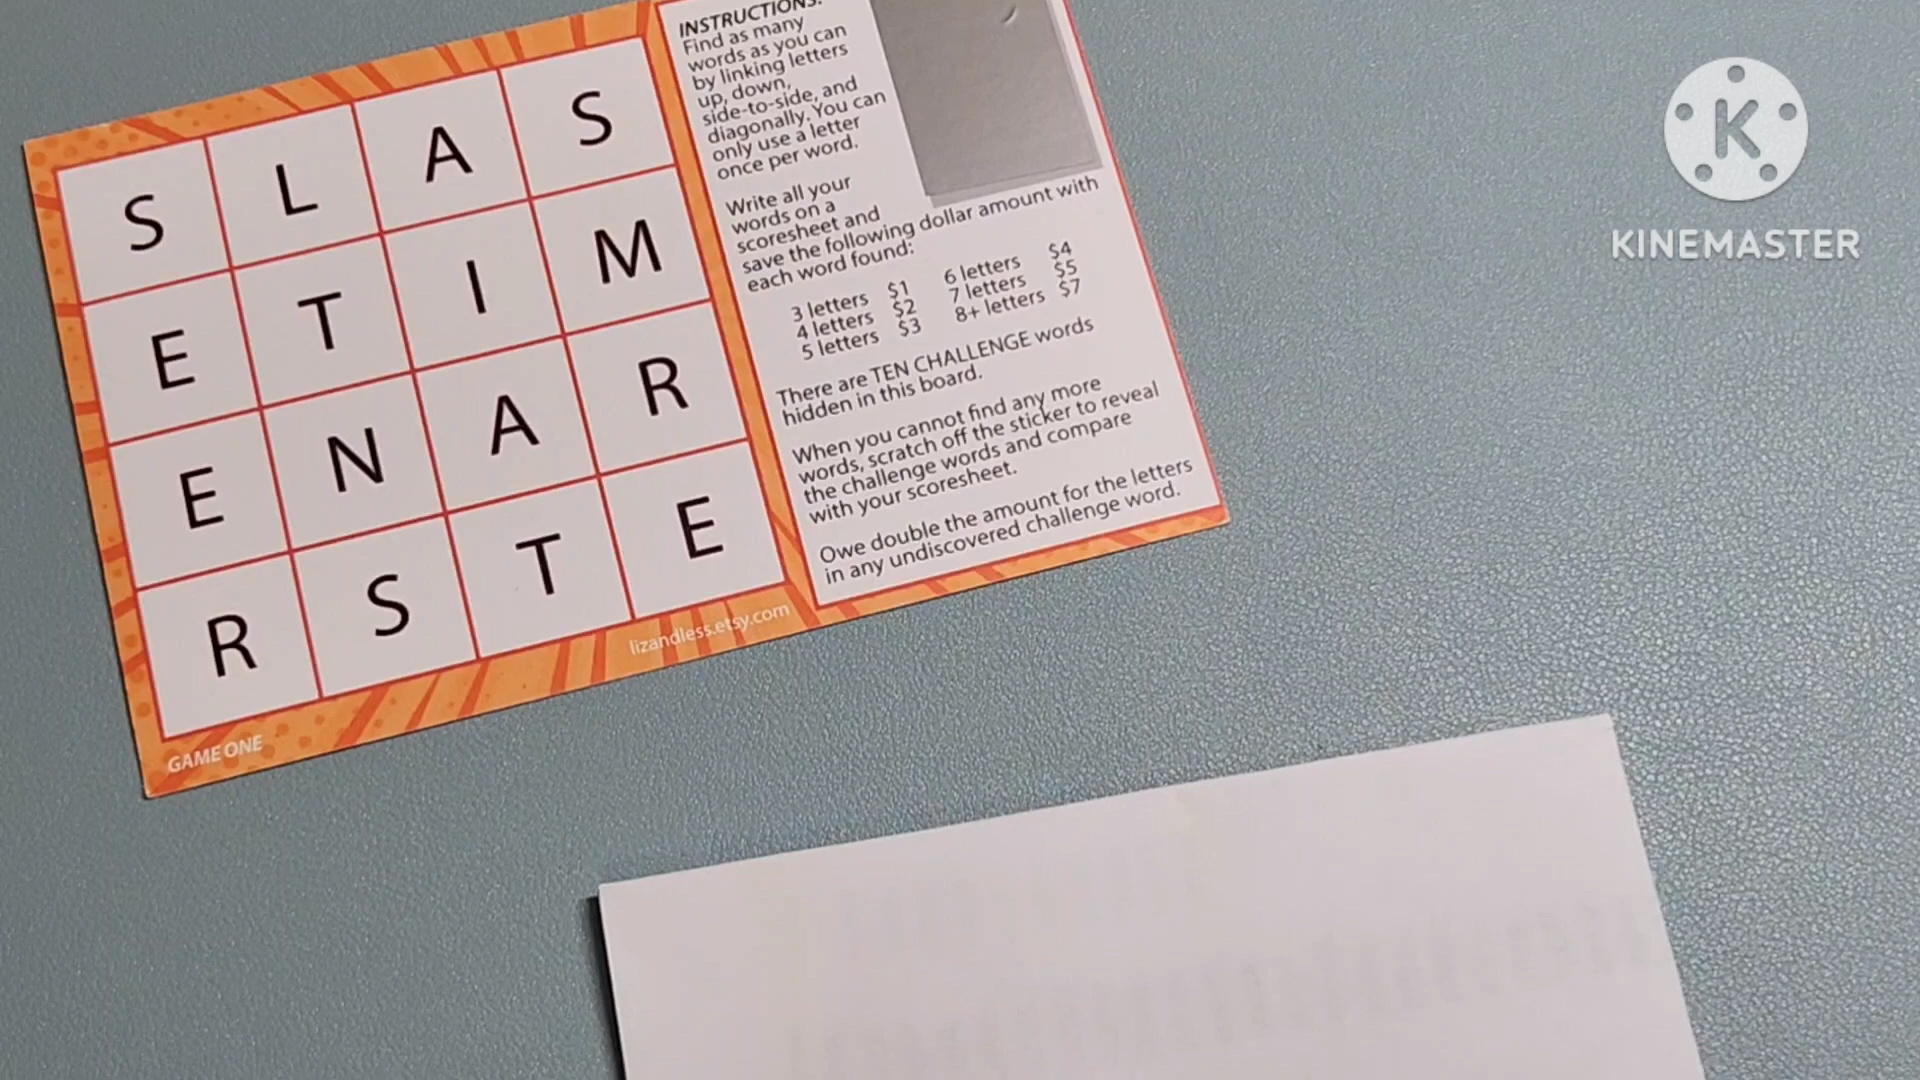 S L A S
E T I M
E N A R
R S T E
GAME ONE
lizandless.etsy.com
INSTRUCTIONS:
Find as many
words as you can
by linking letters
up, down,
side-to-side, and
diagonally. You can
only use a letter
once per word.
Write all your
words on a
scoresheet and
save the following dollar amount with
each word found:
3 letters $1 6 letters $4
4 letters $2 7 letters $5
5 letters $3 8+ letters $7
There are TEN CHALLENGE words
hidden in this board.
When you cannot find any more
words, scratch off the sticker to reveal
the challenge words and compare
with your scoresheet.
Owe double the amount for the letters
in any undiscovered challenge word.
K
KINEMASTER